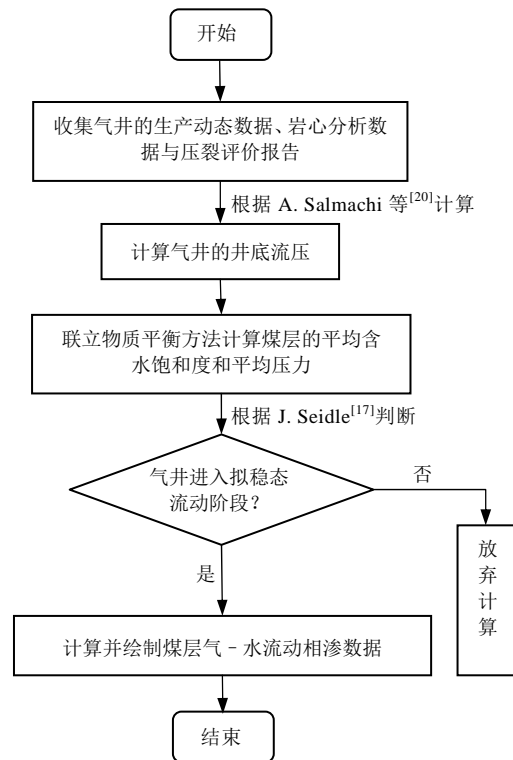 开始
收集气井的生产动态数据、岩心分析数
据与压裂评价报告
根据 A. Salmachi 等[20]计算
计算气井的井底流压
联立物质平衡方法计算煤层的平均含
水饱和度和平均压力
根据 J. Seidle[17]判断
气井进入拟稳态
流动阶段？
否
放
弃
计
算
是
计算并绘制煤层气－水流动相渗数据
结束